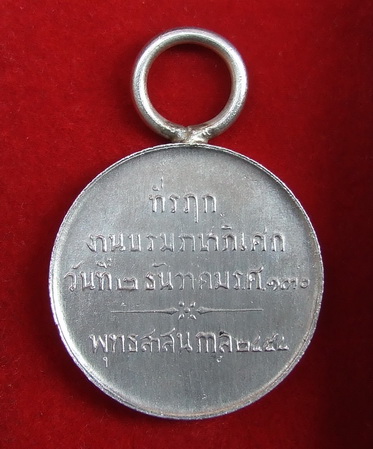 ที่รฦก
งานบรมราชาภิเศก
วันที่ ๒ ธันวาคม ร.ศ. ๑๓๐
พุทธสาสนกาล ๒๔๕๔